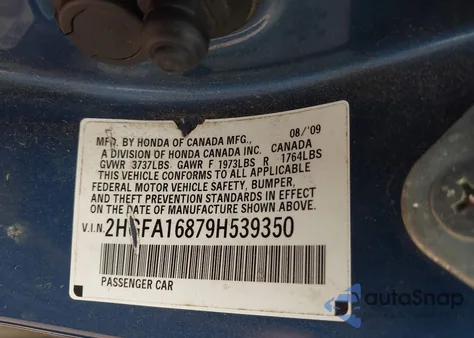 MFD. BY HONDA OF CANADA MFG., 08/'09
A DIVISION OF HONDA CANADA INC. CANADA
GVWR 3737LBS GAWR F 1973LBS R 1764LBS
THIS VEHICLE CONFORMS TO ALL APPLICABLE
FEDERAL MOTOR VEHICLE SAFETY, BUMPER,
AND THEFT PREVENTION STANDARDS IN EFFECT
ON THE DATE OF MANUFACTURE SHOWN ABOVE.
V.I.N. 2HGFA16879H539350
PASSENGER CAR
autoSnap